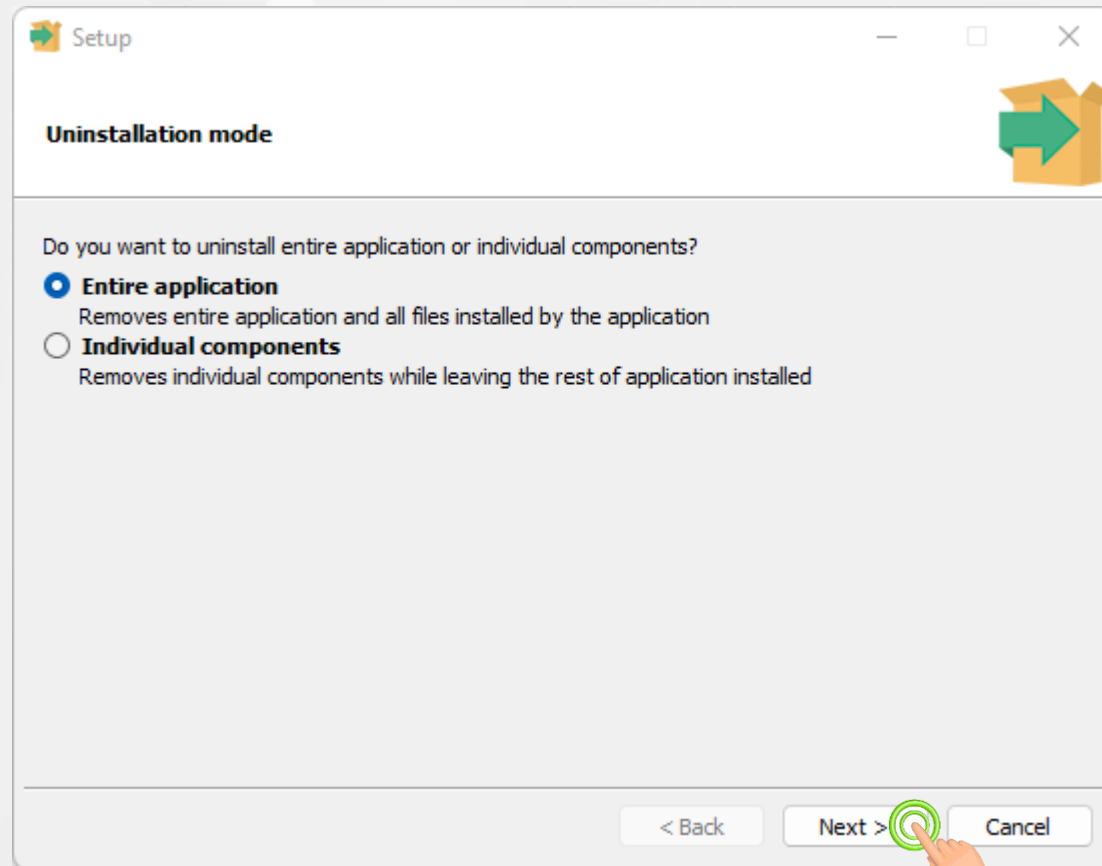 Setup
Uninstallation mode
Do you want to uninstall entire application or individual components?
Entire application
Removes entire application and all files installed by the application
Individual components
Removes individual components while leaving the rest of application installed
< Back Next > Cancel